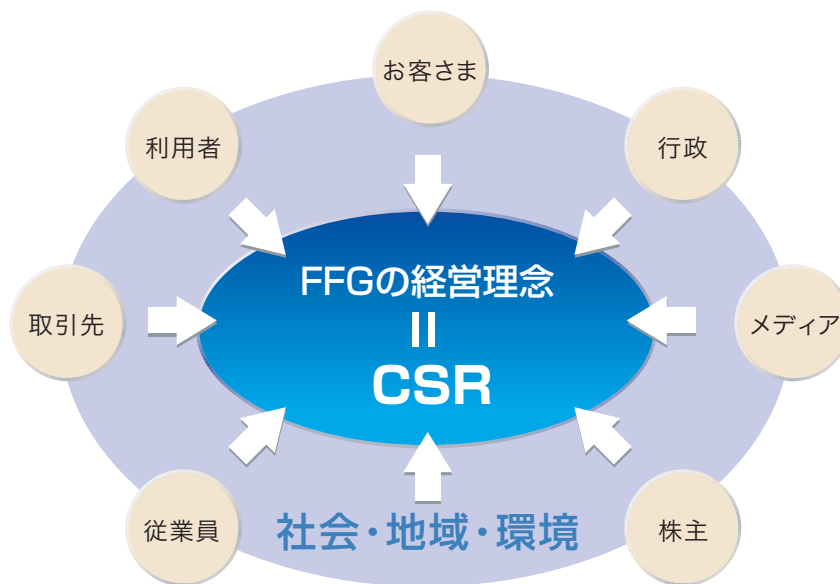 お客さま
利用者
行政
FFGの経営理念
=
CSR
取引先
メディア
従業員
社会・地域・環境
株主